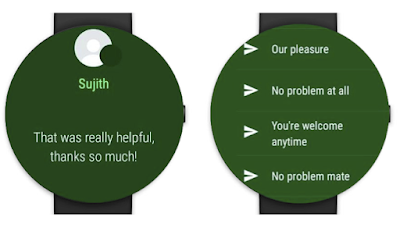 Sujith
That was really helpful,
thanks so much!
Our pleasure
No problem at all
You're welcome
anytime
No problem mate